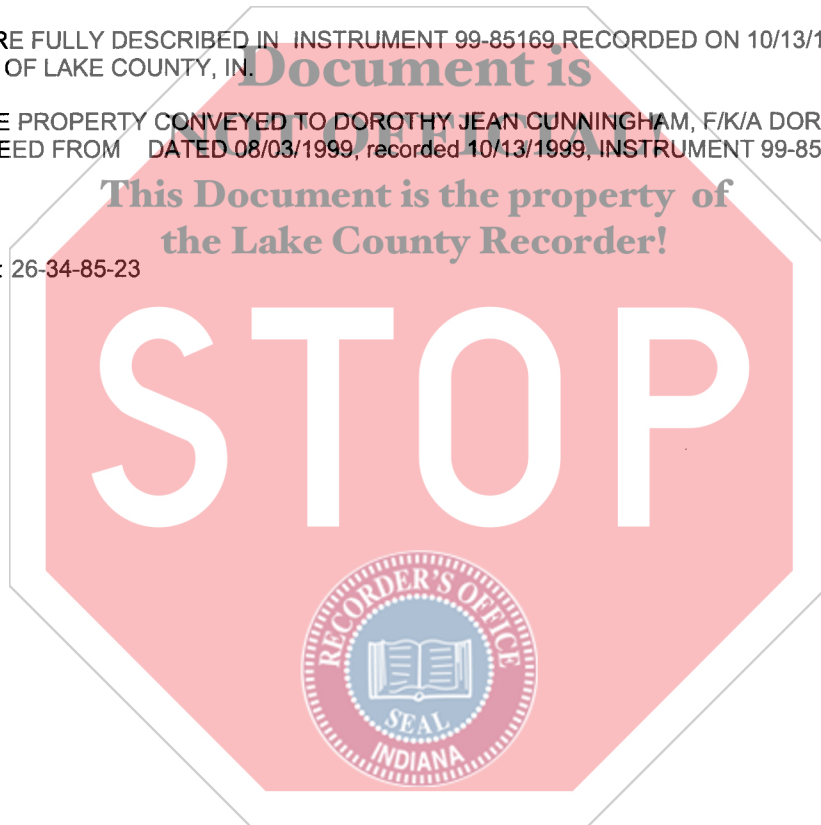 RE FULLY DESCRIBED IN INSTRUMENT 99-85169 RECORDED ON 10/13/1
OF LAKE COUNTY, IN.
Document is
E PROPERTY CONVEYED TO DOROTHY JEAN CUNNINGHAM, F/K/A DOR
NOT OFFICIAL!
EED FROM DATED 08/03/1999, recorded 10/13/1999, INSTRUMENT 99-85
This Document is the property of
the Lake County Recorder!
: 26-34-85-23
STOP
RECORDER'S OFFICE
SEAL
INDIANA